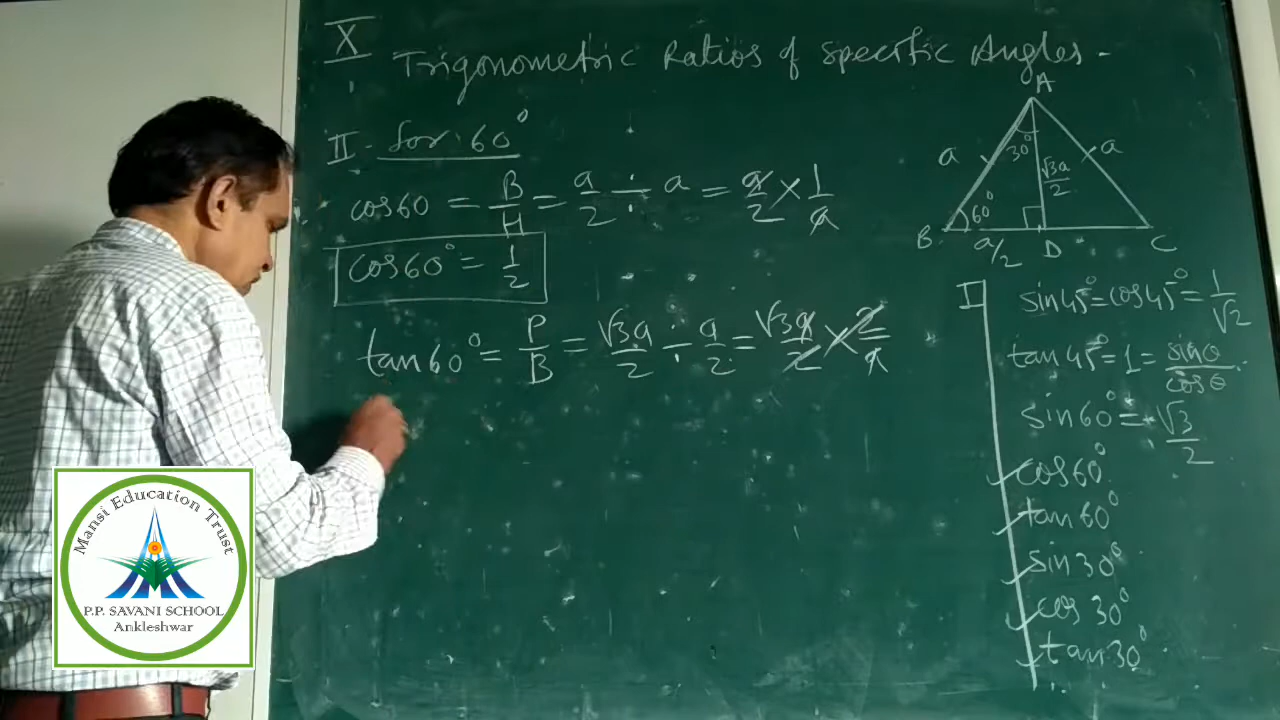 X
Trigonometric Ratios of Specific Angles -
II - for 60°
cos60 = B/H = a/2 ÷ a = a/2 × 1/a
cos60° = 1/2
tan60° = P/B = √3a/2 ÷ a/2 = √3a/2 × 2/a
A
30°
a
√3a/2
a
60°
B
a/2
D
C
I
sin45° = cos45° = 1/√2
tan45° = 1 = sinθ/cosθ
sin60° = √3/2
cos60°
tan60°
sin30°
cos30°
tan30°
Mansi Education Trust
P.P. SAVANI SCHOOL
Ankleshwar